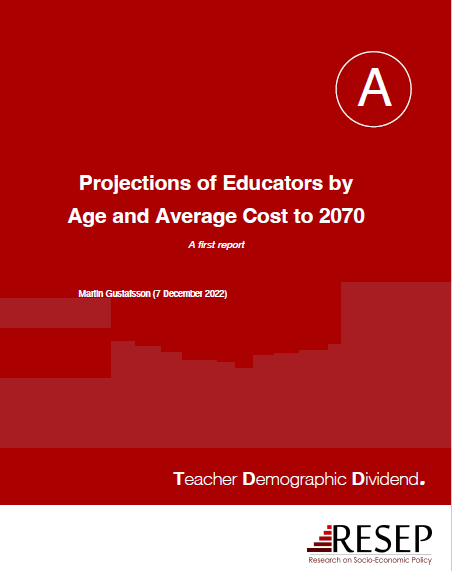 A
Projections of Educators by
Age and Average Cost to 2070
A first report
Martin Gustafsson (7 December 2022)
Teacher Demographic Dividend.
RESEP
Research on Socio-Economic Policy